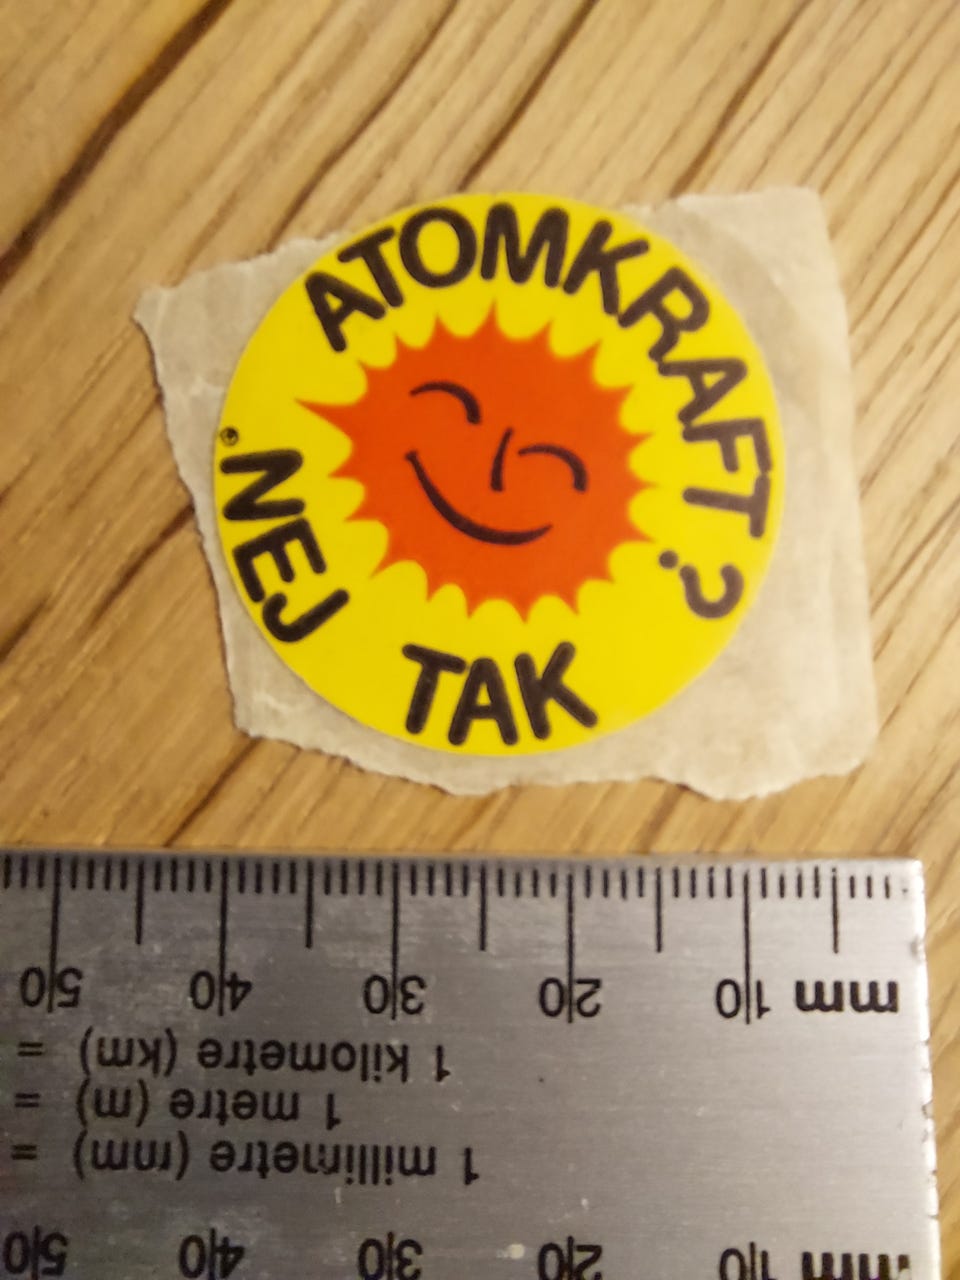 ATOMKRAFT?
NEJ TAK
mm 10 20 30 40 50
1 kilometre (km) =
1 metre (m) =
1 millimetre (mm) =
mm 10 20 30 40 50